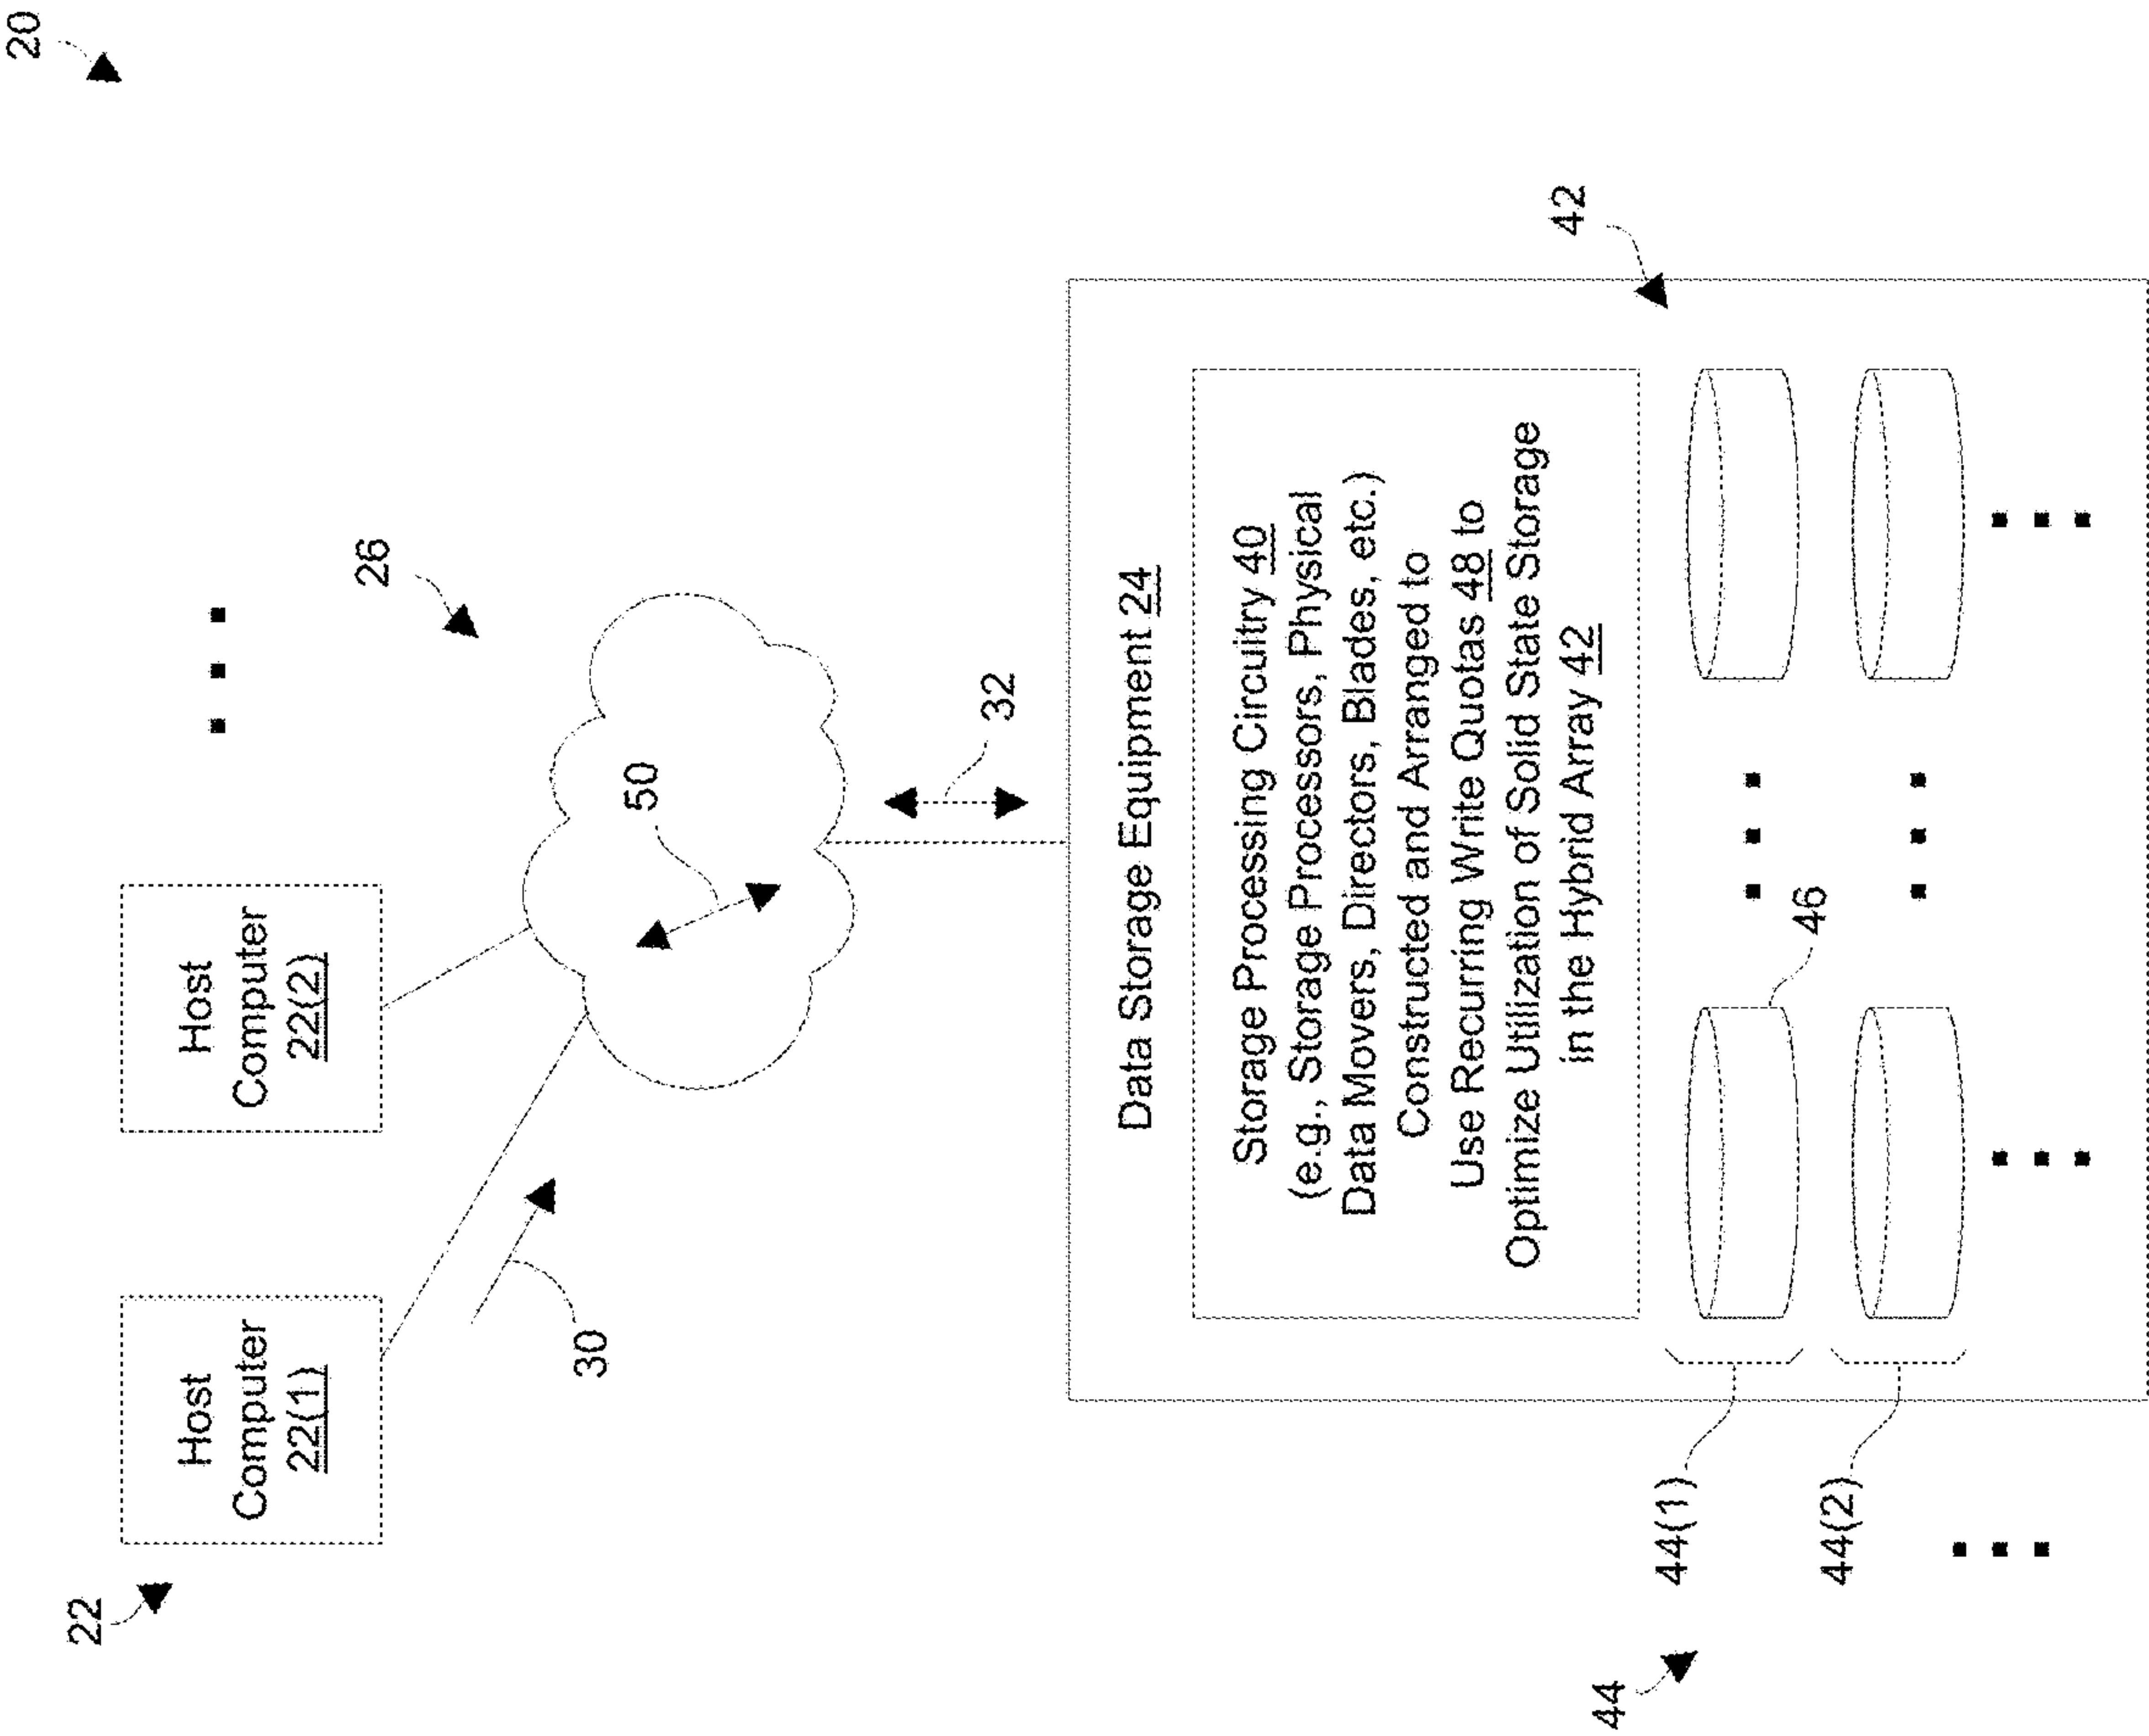 20
22
Host
Computer
22(1)
Host
Computer
22(2)
26
30
50
32
Data Storage Equipment 24
Storage Processing Circuitry 40
(e.g., Storage Processors, Physical
Data Movers, Directors, Blades, etc.)
Constructed and Arranged to
Use Recurring Write Quotas 48 to
Optimize Utilization of Solid State Storage
in the Hybrid Array 42
42
46
44
44(1)
44(2)